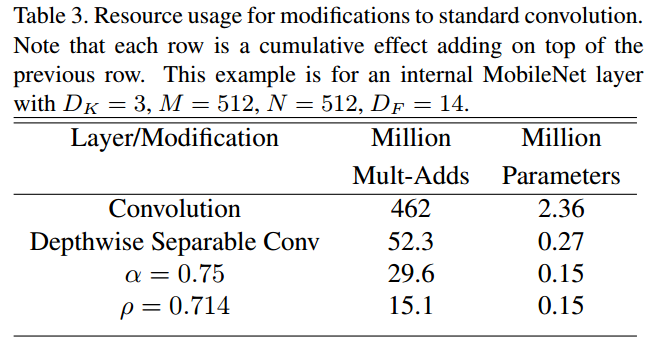 Table 3. Resource usage for modifications to standard convolution.
Note that each row is a cumulative effect adding on top of the
previous row. This example is for an internal MobileNet layer
with D_K = 3, M = 512, N = 512, D_F = 14.
Layer/Modification Million Million
Mult-Adds Parameters
Convolution 462 2.36
Depthwise Separable Conv 52.3 0.27
α = 0.75 29.6 0.15
ρ = 0.714 15.1 0.15